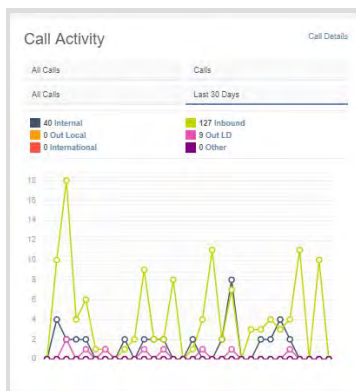 Call Activity
Call Details
All Calls Calls
All Calls Last 30 Days
40 Internal 127 Inbound
0 Out Local 9 Out LD
0 International 0 Other
18
16
14
12
10
8
6
4
2
0